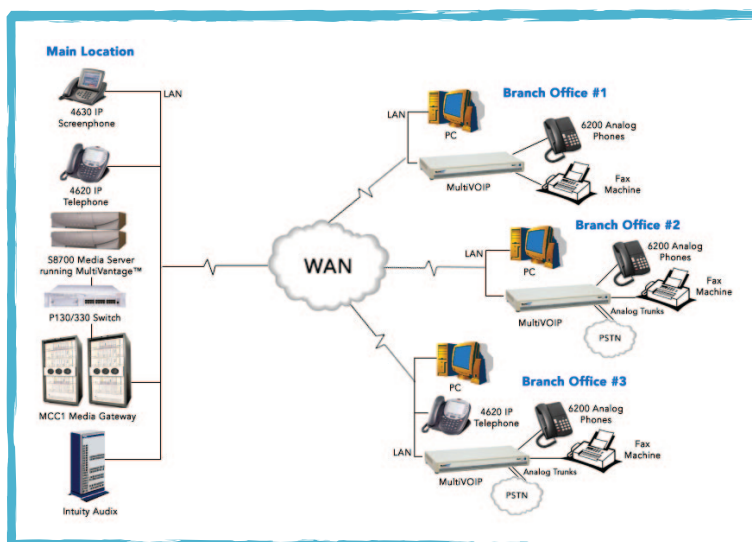 Main Location
LAN
4630 IP
Screenphone
4620 IP
Telephone
S8700 Media Server
running MultiVantage™
P130/330 Switch
MCC1 Media Gateway
Intuity Audix
WAN
Branch Office #1
LAN
PC
6200 Analog
Phones
MultiVOIP
Fax
Machine
Branch Office #2
LAN
PC
6200 Analog
Phones
MultiVOIP
Analog Trunks
Fax
Machine
PSTN
Branch Office #3
PC
4620 IP
Telephone
LAN
6200 Analog
Phones
MultiVOIP
Analog Trunks
Fax
Machine
PSTN